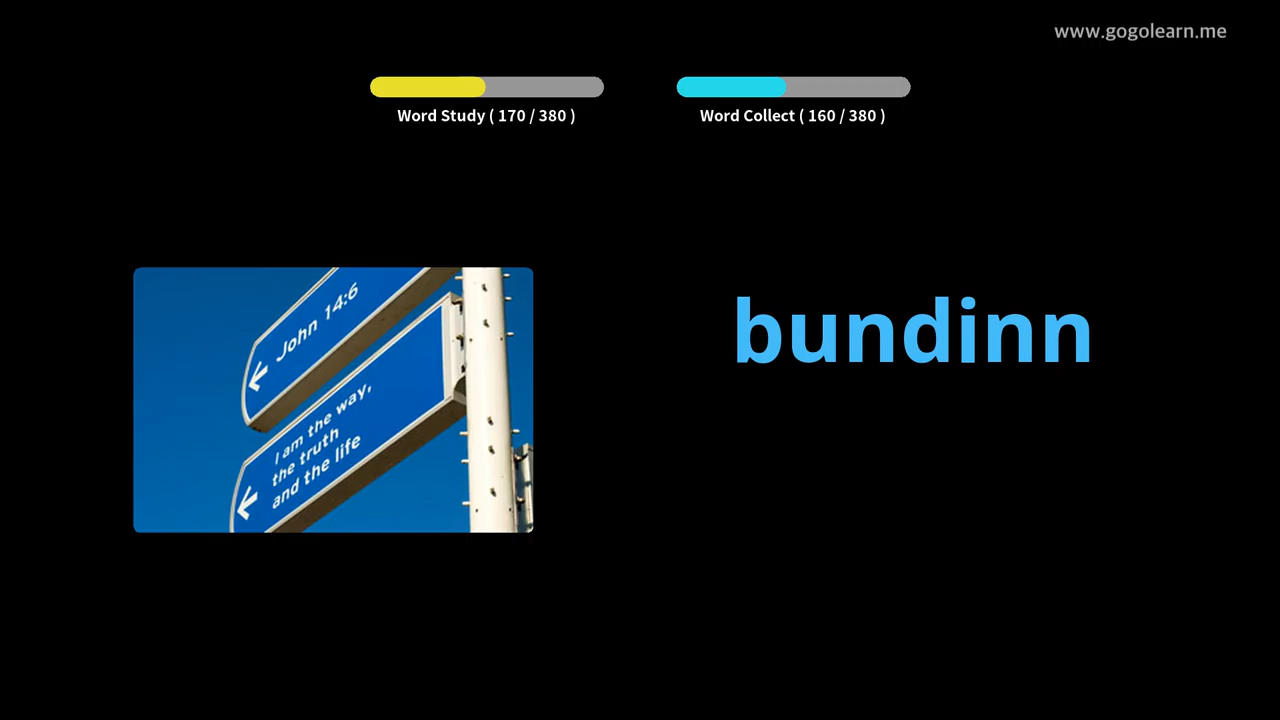 www.gogolearn.me
Word Study ( 170 / 380 )
Word Collect ( 160 / 380 )
John 14:6
I am the way,
the truth
and the life
bundinn